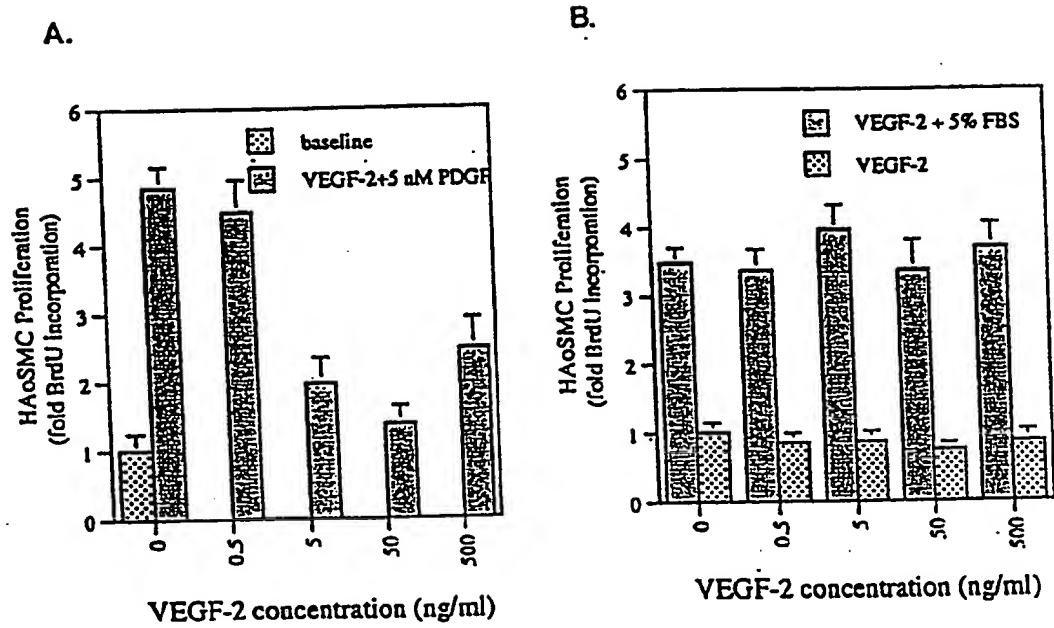 A.
HAoSMC Proliferation
(fold BrdU Incorporation)
6
5
4
3
2
1
0
baseline
VEGF-2+5 nM PDGF
0
0.5
5
50
500
VEGF-2 concentration (ng/ml)
B.
HAoSMC Proliferation
(fold BrdU Incorporation)
6
5
4
3
2
1
0
VEGF-2 + 5% FBS
VEGF-2
0
0.5
5
50
500
VEGF-2 concentration (ng/ml)